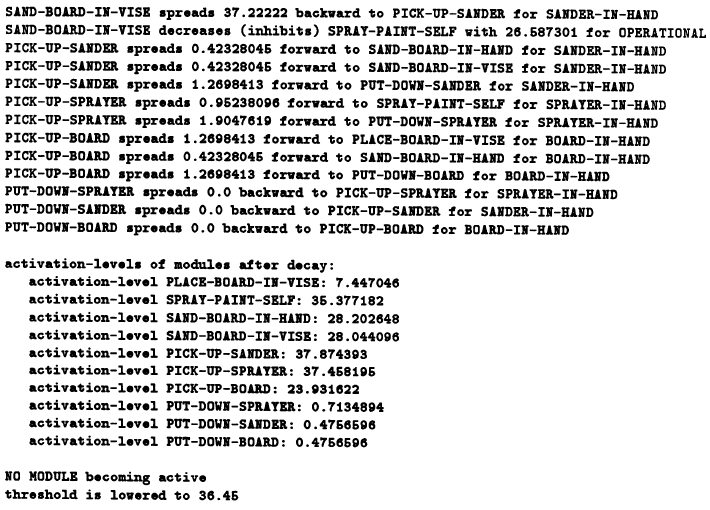 SAND-BOARD-IN-VISE spreads 37.22222 backward to PICK-UP-SANDER for SANDER-IN-HAND
SAND-BOARD-IN-VISE decreases (inhibits) SPRAY-PAINT-SELF with 26.587301 for OPERATIONAL
PICK-UP-SANDER spreads 0.42328045 forward to SAND-BOARD-IN-HAND for SANDER-IN-HAND
PICK-UP-SANDER spreads 0.42328045 forward to SAND-BOARD-IN-VISE for SANDER-IN-HAND
PICK-UP-SANDER spreads 1.2698413 forward to PUT-DOWN-SANDER for SANDER-IN-HAND
PICK-UP-SPRAYER spreads 0.95238096 forward to SPRAY-PAINT-SELF for SPRAYER-IN-HAND
PICK-UP-SPRAYER spreads 1.9047619 forward to PUT-DOWN-SPRAYER for SPRAYER-IN-HAND
PICK-UP-BOARD spreads 1.2698413 forward to PLACE-BOARD-IN-VISE for BOARD-IN-HAND
PICK-UP-BOARD spreads 0.42328045 forward to SAND-BOARD-IN-HAND for BOARD-IN-HAND
PICK-UP-BOARD spreads 1.2698413 forward to PUT-DOWN-BOARD for BOARD-IN-HAND
PUT-DOWN-SPRAYER spreads 0.0 backward to PICK-UP-SPRAYER for SPRAYER-IN-HAND
PUT-DOWN-SANDER spreads 0.0 backward to PICK-UP-SANDER for SANDER-IN-HAND
PUT-DOWN-BOARD spreads 0.0 backward to PICK-UP-BOARD for BOARD-IN-HAND
activation-levels of modules after decay:
activation-level PLACE-BOARD-IN-VISE: 7.447046
activation-level SPRAY-PAINT-SELF: 35.377182
activation-level SAND-BOARD-IN-HAND: 28.202648
activation-level SAND-BOARD-IN-VISE: 28.044096
activation-level PICK-UP-SANDER: 37.874393
activation-level PICK-UP-SPRAYER: 37.458195
activation-level PICK-UP-BOARD: 23.931622
activation-level PUT-DOWN-SPRAYER: 0.7134894
activation-level PUT-DOWN-SANDER: 0.4756596
activation-level PUT-DOWN-BOARD: 0.4756596
NO MODULE becoming active
threshold is lowered to 36.45